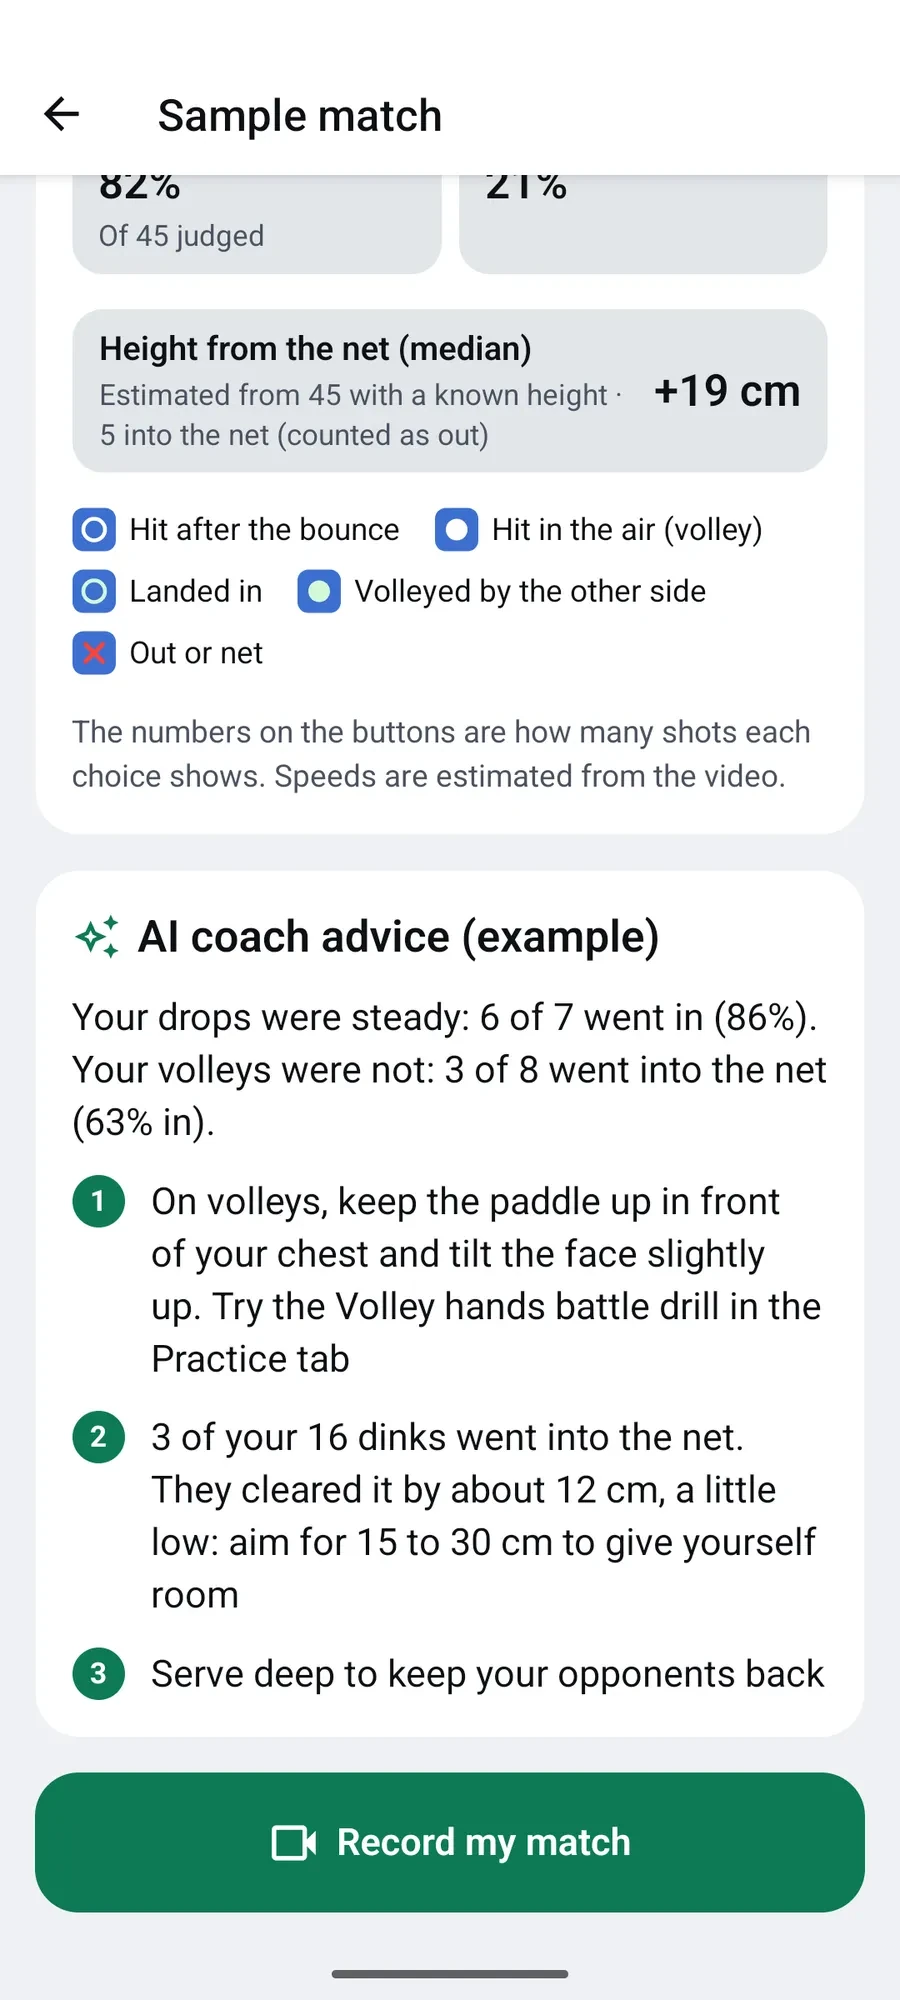 Sample match
82%
21%
Of 45 judged
Height from the net (median)
Estimated from 45 with a known height ·
5 into the net (counted as out)
+19 cm
Hit after the bounce
Hit in the air (volley)
Landed in
Volleyed by the other side
Out or net
The numbers on the buttons are how many shots each
choice shows. Speeds are estimated from the video.
AI coach advice (example)
Your drops were steady: 6 of 7 went in (86%).
Your volleys were not: 3 of 8 went into the net
(63% in).
1 On volleys, keep the paddle up in front
of your chest and tilt the face slightly
up. Try the Volley hands battle drill in the
Practice tab
2 3 of your 16 dinks went into the net.
They cleared it by about 12 cm, a little
low: aim for 15 to 30 cm to give yourself
room
3 Serve deep to keep your opponents back
Record my match